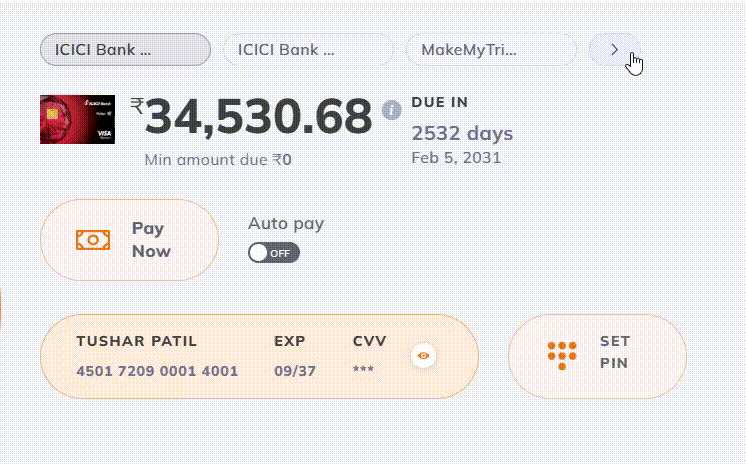 ICICI Bank ...
ICICI Bank ...
MakeMyTri...
ICICI Bank
VISA
₹34,530.68
i
Min amount due ₹0
DUE IN
2532 days
Feb 5, 2031
Pay
Now
Auto pay
OFF
TUSHAR PATIL
EXP
CVV
4501 7209 0001 4001
09/37
***
SET
PIN